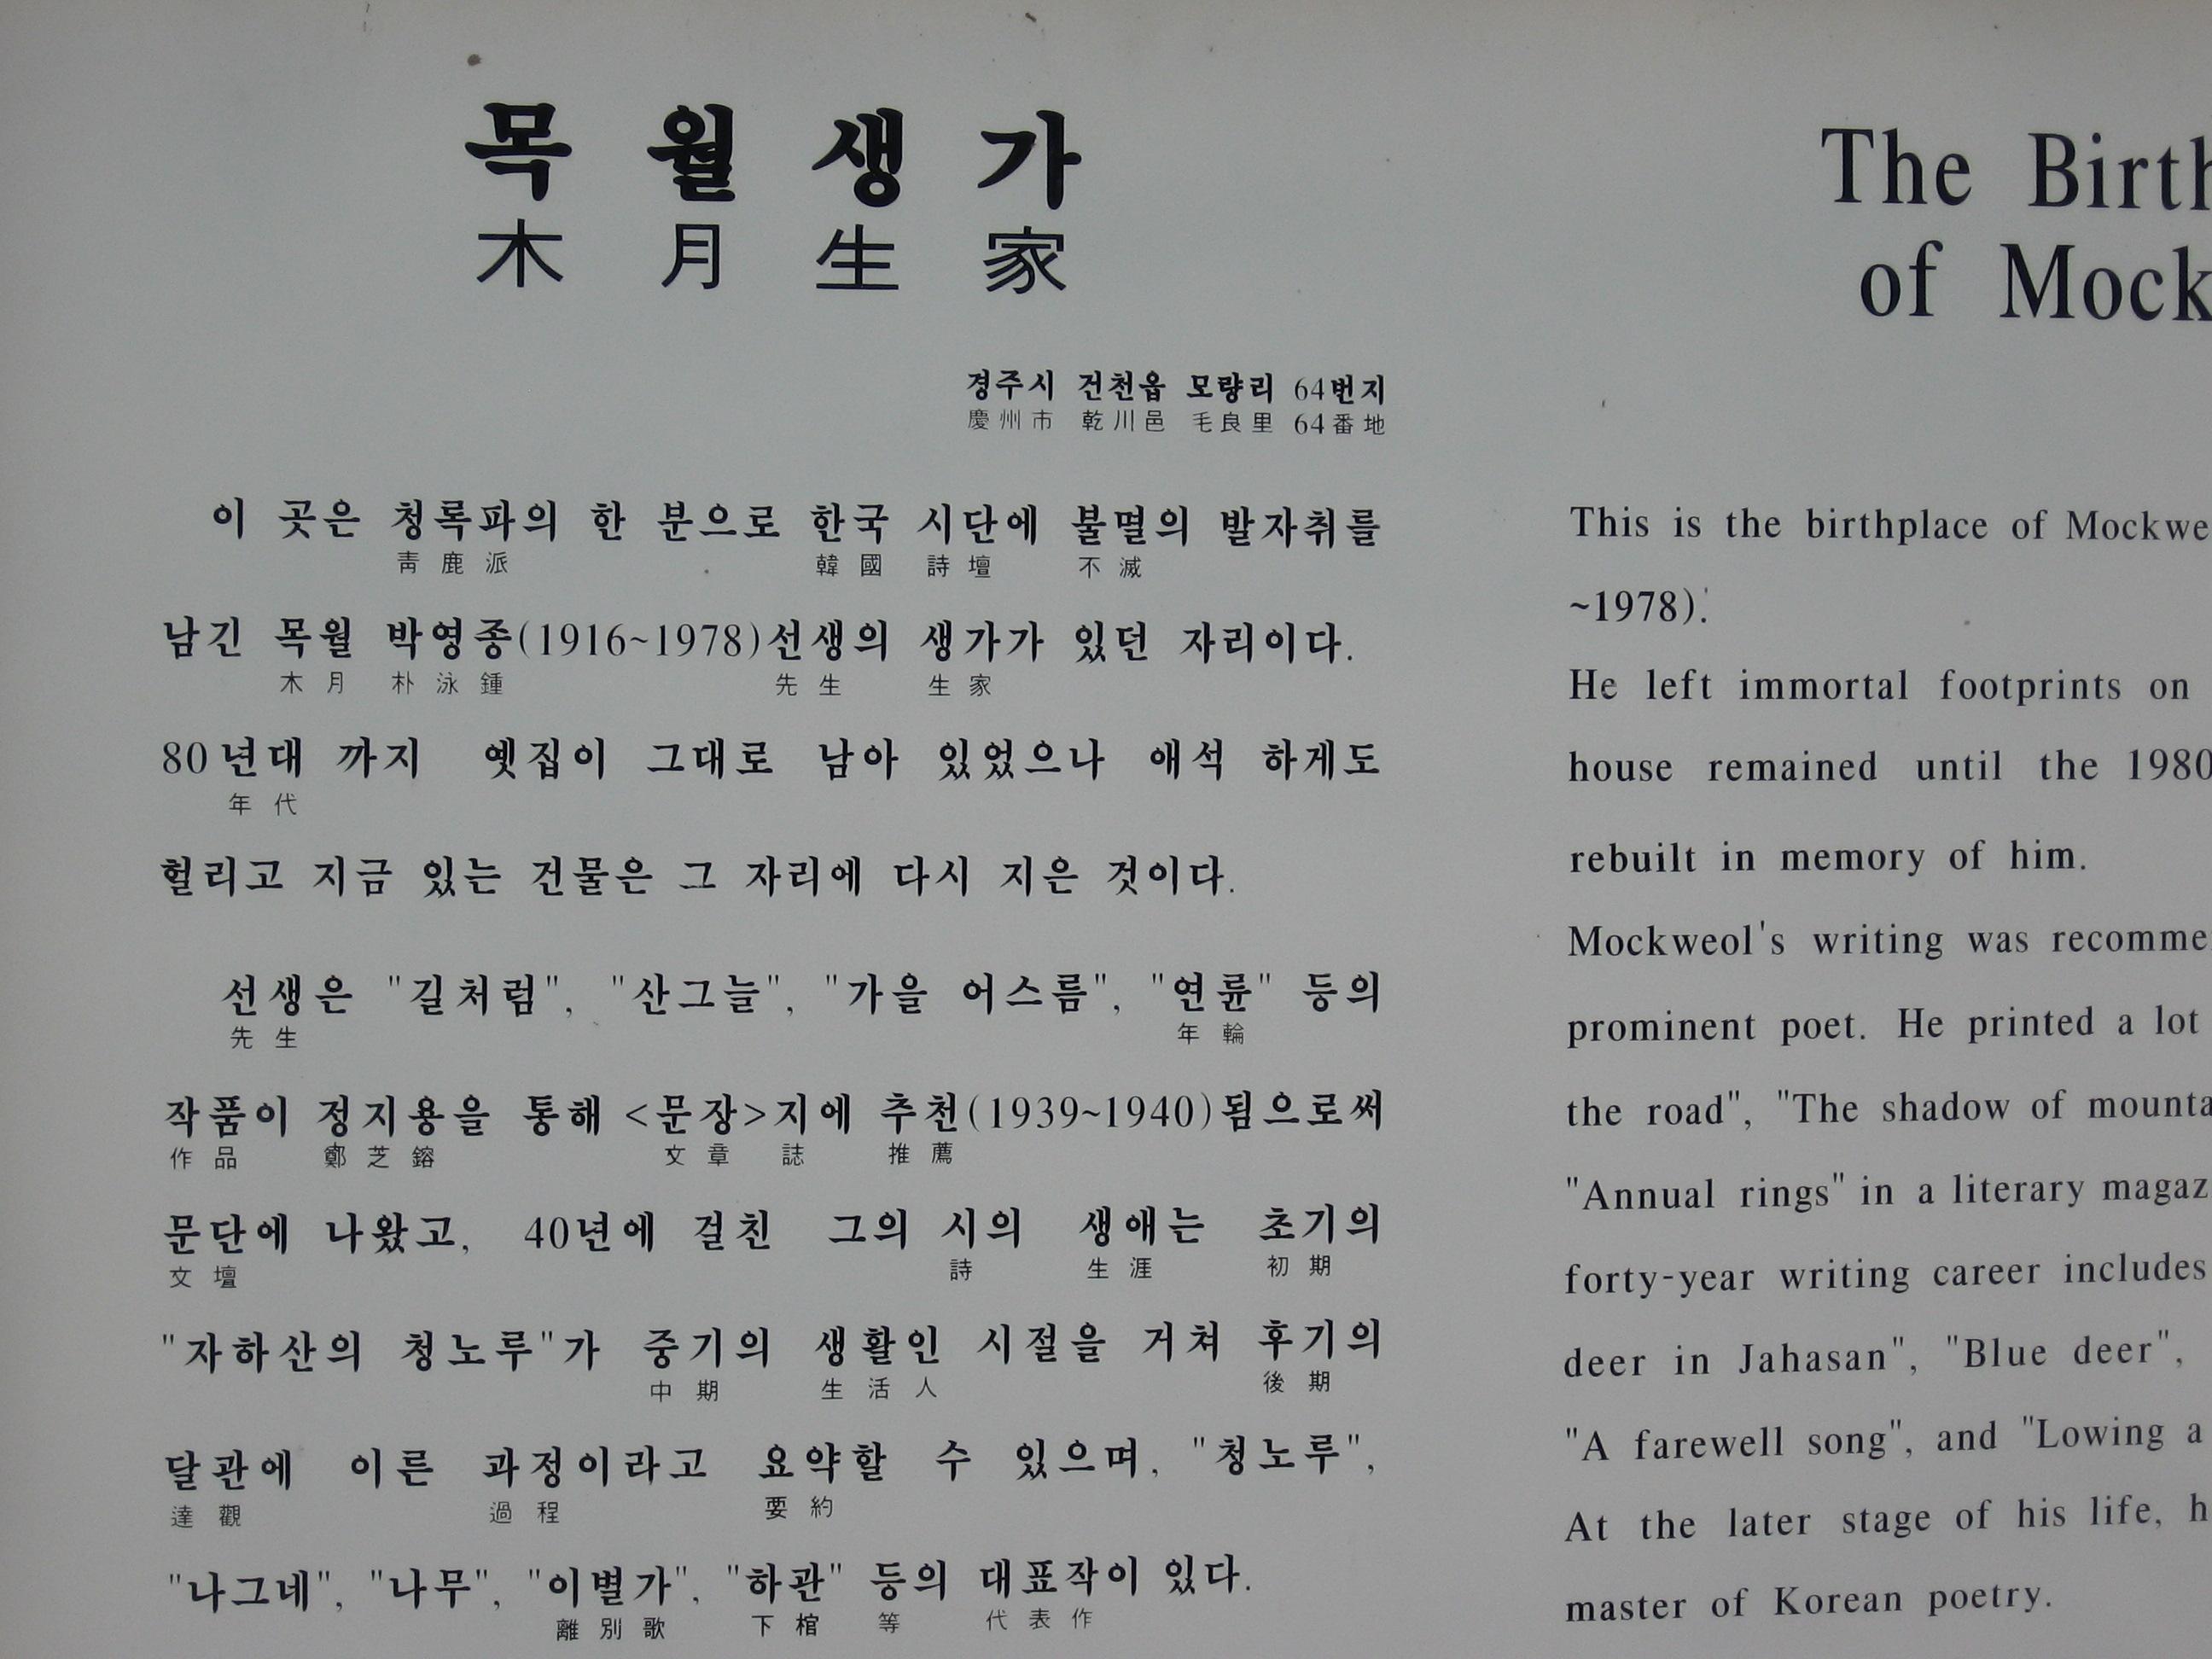 목월생가
木月生家
경주시 건천읍 모량리 64번지
慶州市 乾川邑 毛良里 64番地
이 곳은 청록파의 한 분으로 한국 시단에 불멸의 발자취를
靑鹿派 韓國 詩壇 不滅
남긴 목월 박영종(1916~1978)선생의 생가가 있던 자리이다.
木月 朴泳鍾 先生 生家
80년대 까지 옛집이 그대로 남아 있었으나 애석 하게도
年代
헐리고 지금 있는 건물은 그 자리에 다시 지은 것이다.
선생은 "길처럼", "산그늘", "가을 어스름", "연륜" 등의
先生 年輪
작품이 정지용을 통해 <문장>지에 추천(1939~1940)됨으로써
作品 鄭芝鎔 文章 誌 推薦
문단에 나왔고, 40년에 걸친 그의 시의 생애는 초기의
文壇 詩 生涯 初期
"자하산의 청노루"가 중기의 생활인 시절을 거쳐 후기의
中期 生活人 後期
달관에 이른 과정이라고 요약할 수 있으며, "청노루",
達觀 過程 要約
"나그네", "나무", "이별가", "하관" 등의 대표작이 있다.
離別歌 下棺 等 代表作
The Birth
of Mock
This is the birthplace of Mockwe
~1978).
He left immortal footprints on
house remained until the 1980
rebuilt in memory of him.
Mockweol's writing was recomme
prominent poet. He printed a lot
the road", "The shadow of mounta
"Annual rings" in a literary magaz
forty-year writing career includes
deer in Jahasan", "Blue deer",
"A farewell song", and "Lowing a
At the later stage of his life, h
master of Korean poetry.